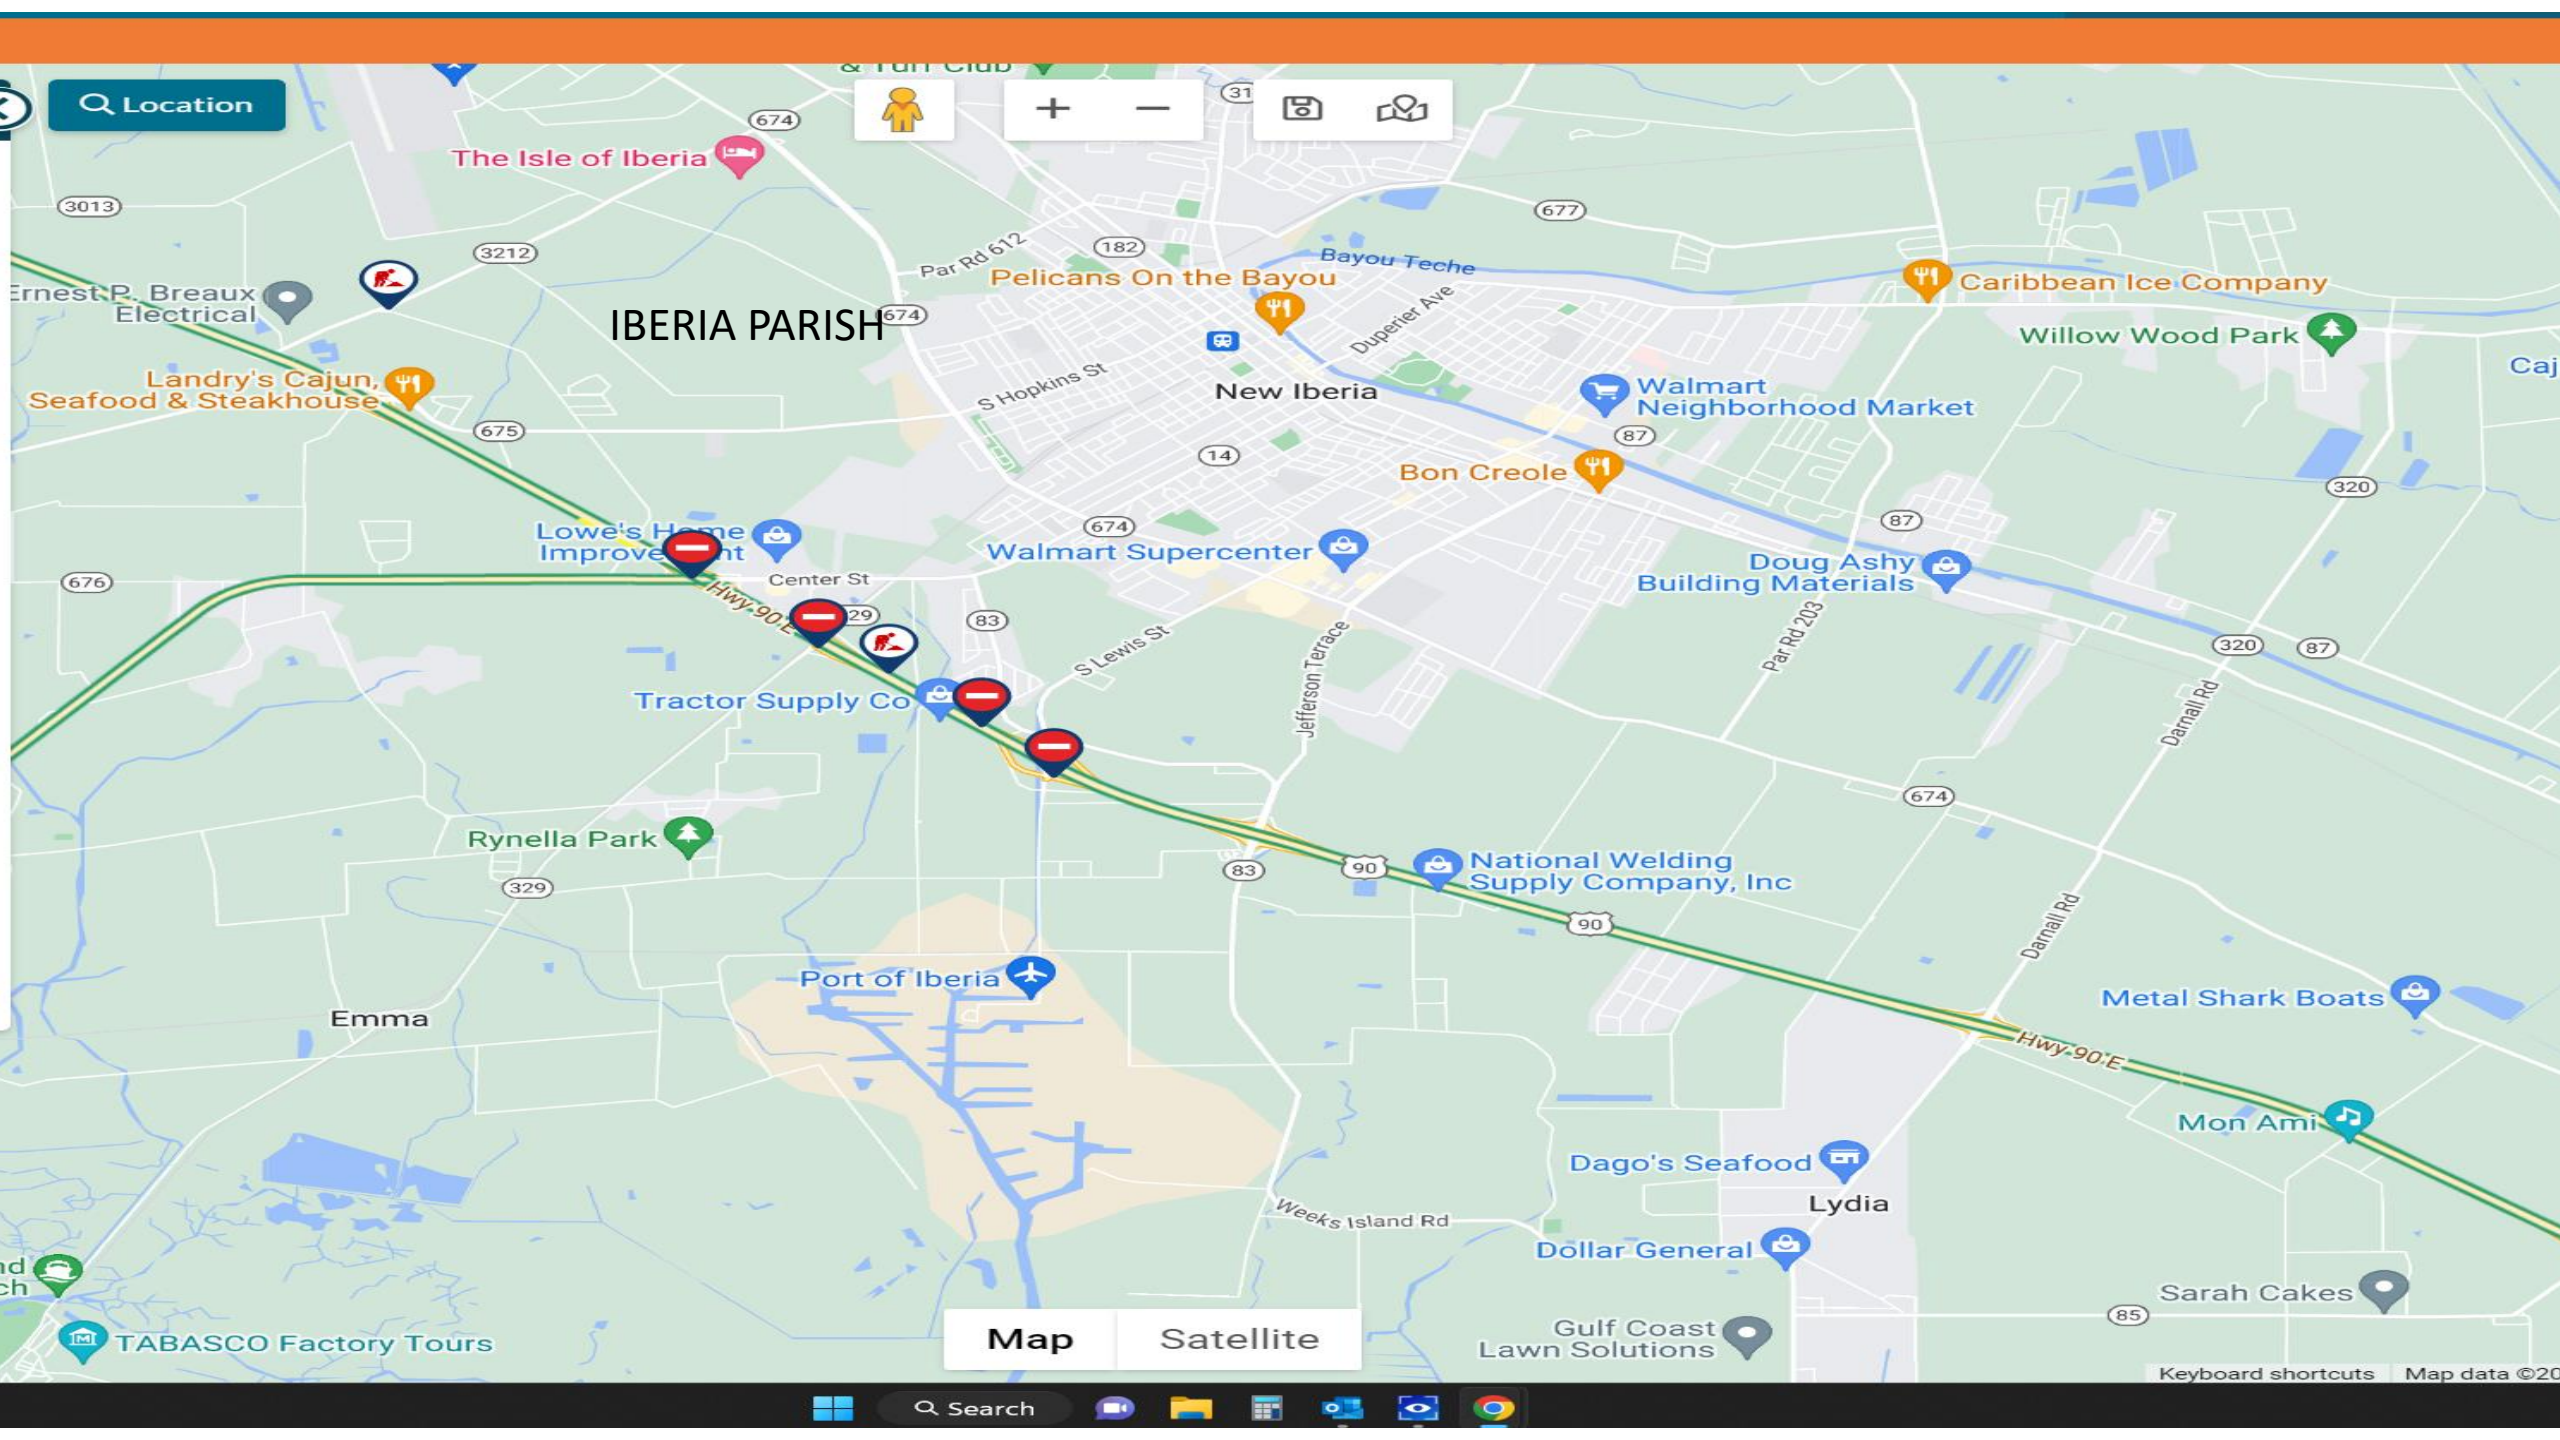 Location
The Isle of Iberia
674
3013
3212
Par Rd 612
182
677
Bayou Teche
Pelicans On the Bayou
Caribbean Ice Company
Ernest P. Breaux
Electrical
IBERIA PARISH
674
Duperier Ave
Willow Wood Park
Landry's Cajun,
Seafood & Steakhouse
S Hopkins St
New Iberia
Walmart
Neighborhood Market
675
14
87
Bon Creole
320
Lowe's Home
Improvement
674
Walmart Supercenter
87
Doug Ashy
Building Materials
676
Center St
Hwy 90 E
83
S Lewis St
Jefferson Terrace
Par Rd 203
320
87
Tractor Supply Co
Darnall Rd
674
Rynella Park
83
90
National Welding
Supply Company, Inc
329
90
Darnall Rd
Port of Iberia
Metal Shark Boats
Emma
Hwy 90 E
Mon Ami
Dago's Seafood
Lydia
Weeks Island Rd
Dollar General
Sarah Cakes
85
TABASCO Factory Tours
Map
Satellite
Gulf Coast
Lawn Solutions
Keyboard shortcuts
Map data ©20
Search